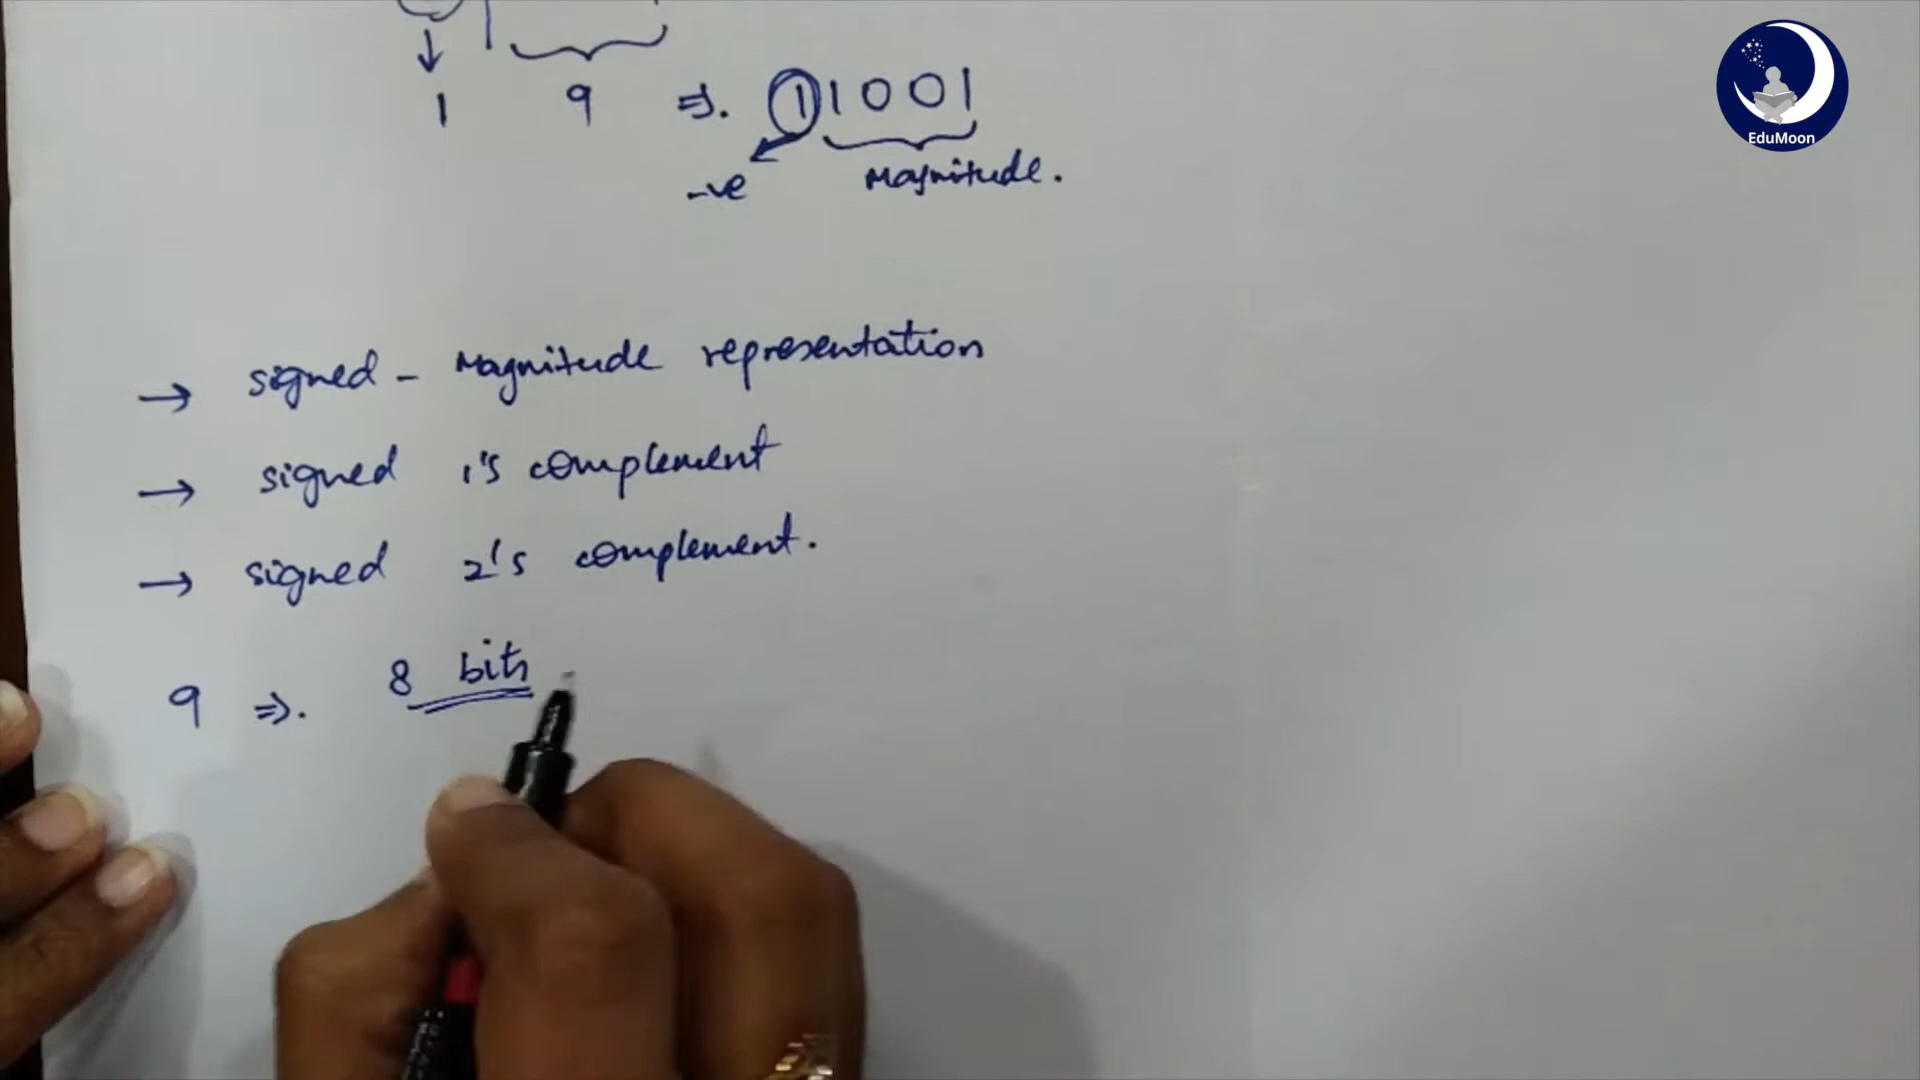 1 9 ⇒. 11001
-ve Magnitude.
→ signed - Magnitude representation
→ signed 1's complement
→ signed 2's complement.
9 ⇒. 8 bits
EduMoon